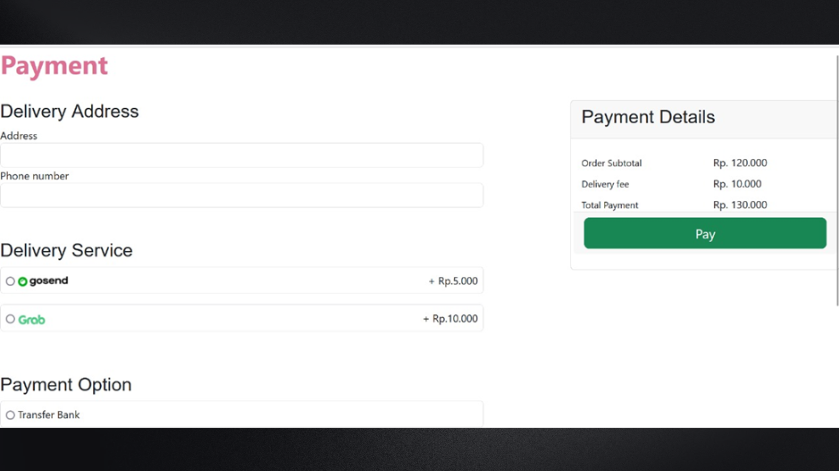 Payment
Delivery Address
Address
Phone number
Delivery Service
gosend + Rp.5.000
Grab + Rp.10.000
Payment Option
Transfer Bank
Payment Details
Order Subtotal Rp. 120.000
Delivery fee Rp. 10.000
Total Payment Rp. 130.000
Pay